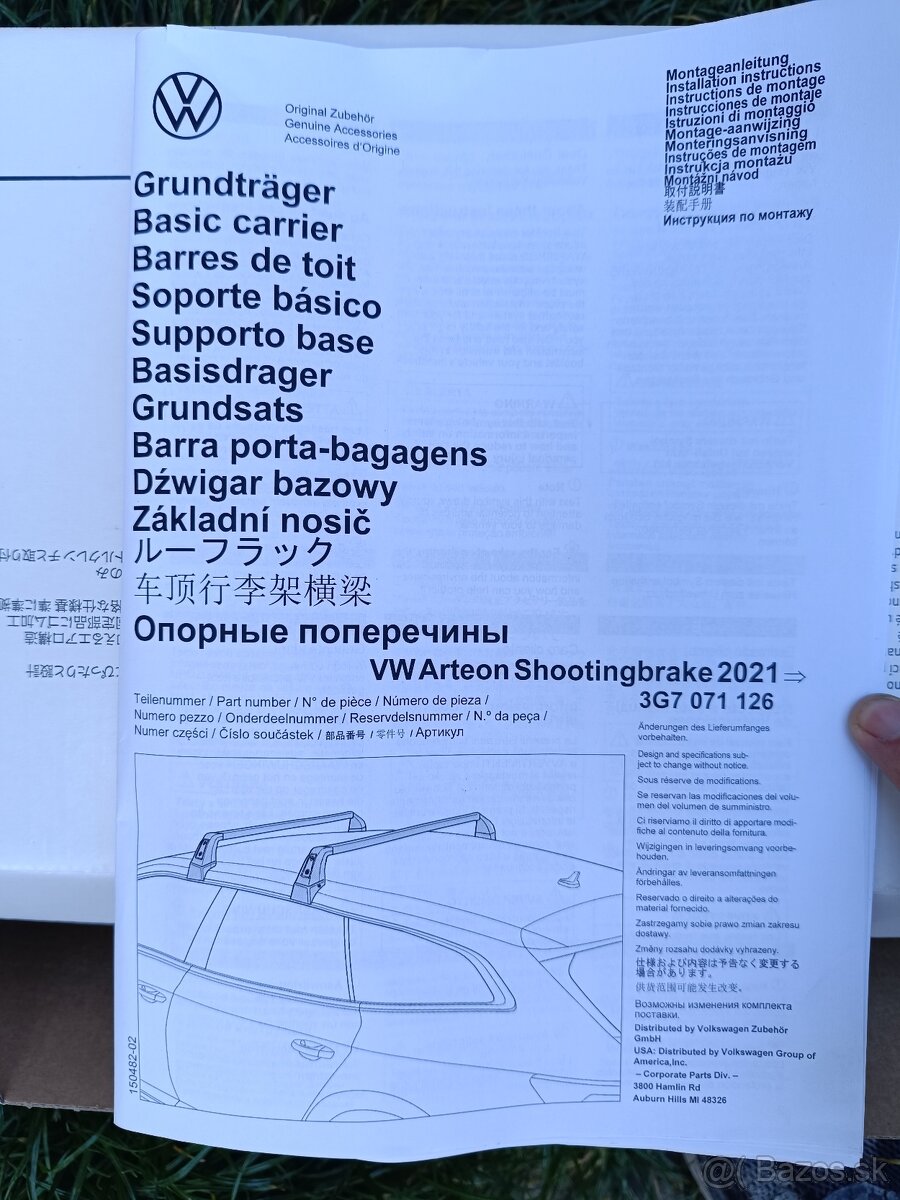 Original Zubehör
Genuine Accessories
Accessoires d'Origine
Montageanleitung
Installation instructions
Instructions de montage
Instrucciones de montaje
Istruzioni di montaggio
Montage-aanwijzing
Monteringsanvisning
Instruções de montagem
Instrukcja montażu
Montážní návod
取付説明書
装配手册
Инструкция по монтажу
Grundträger
Basic carrier
Barres de toit
Soporte básico
Supporto base
Basisdrager
Grundsats
Barra porta-bagagens
Dźwigar bazowy
Základní nosič
ルーフラック
车顶行李架横梁
Опорные поперечины
VW Arteon Shootingbrake 2021 ⇒
3G7 071 126
Teilenummer / Part number / N° de pièce / Número de pieza /
Numero pezzo / Onderdeelnummer / Reservdelsnummer / N.º da peça /
Numer części / Číslo součástek / 部品番号 / 零件号 / Артикул
Änderungen des Lieferumfanges
vorbehalten.
Design and specifications sub-
ject to change without notice.
Sous réserve de modifications.
Se reservan las modificaciones del volu-
men del volumen de sumministro.
Ci riserviamo il diritto di apportare modi-
fiche al contenuto della fornitura.
Wijzigingen in leveringsomvang voorbe-
houden.
Ändringar av leveransomfattningen
förbehålles.
Reservado o direito a alterações do
material fornecido.
Zastrzegamy sobie prawo zmian zakresu
dostawy.
Změny rozsahu dodávky vyhrazeny.
仕様および内容は予告なく変更する
場合があります。
供货范围可能发生改变。
Возможны изменения комплекта
поставки.
Distributed by Volkswagen Zubehör
GmbH
USA: Distributed by Volkswagen Group of
America,Inc.
– Corporate Parts Div. –
3800 Hamlin Rd
Auburn Hills MI 48326
150482-02
@( Bazos.sk